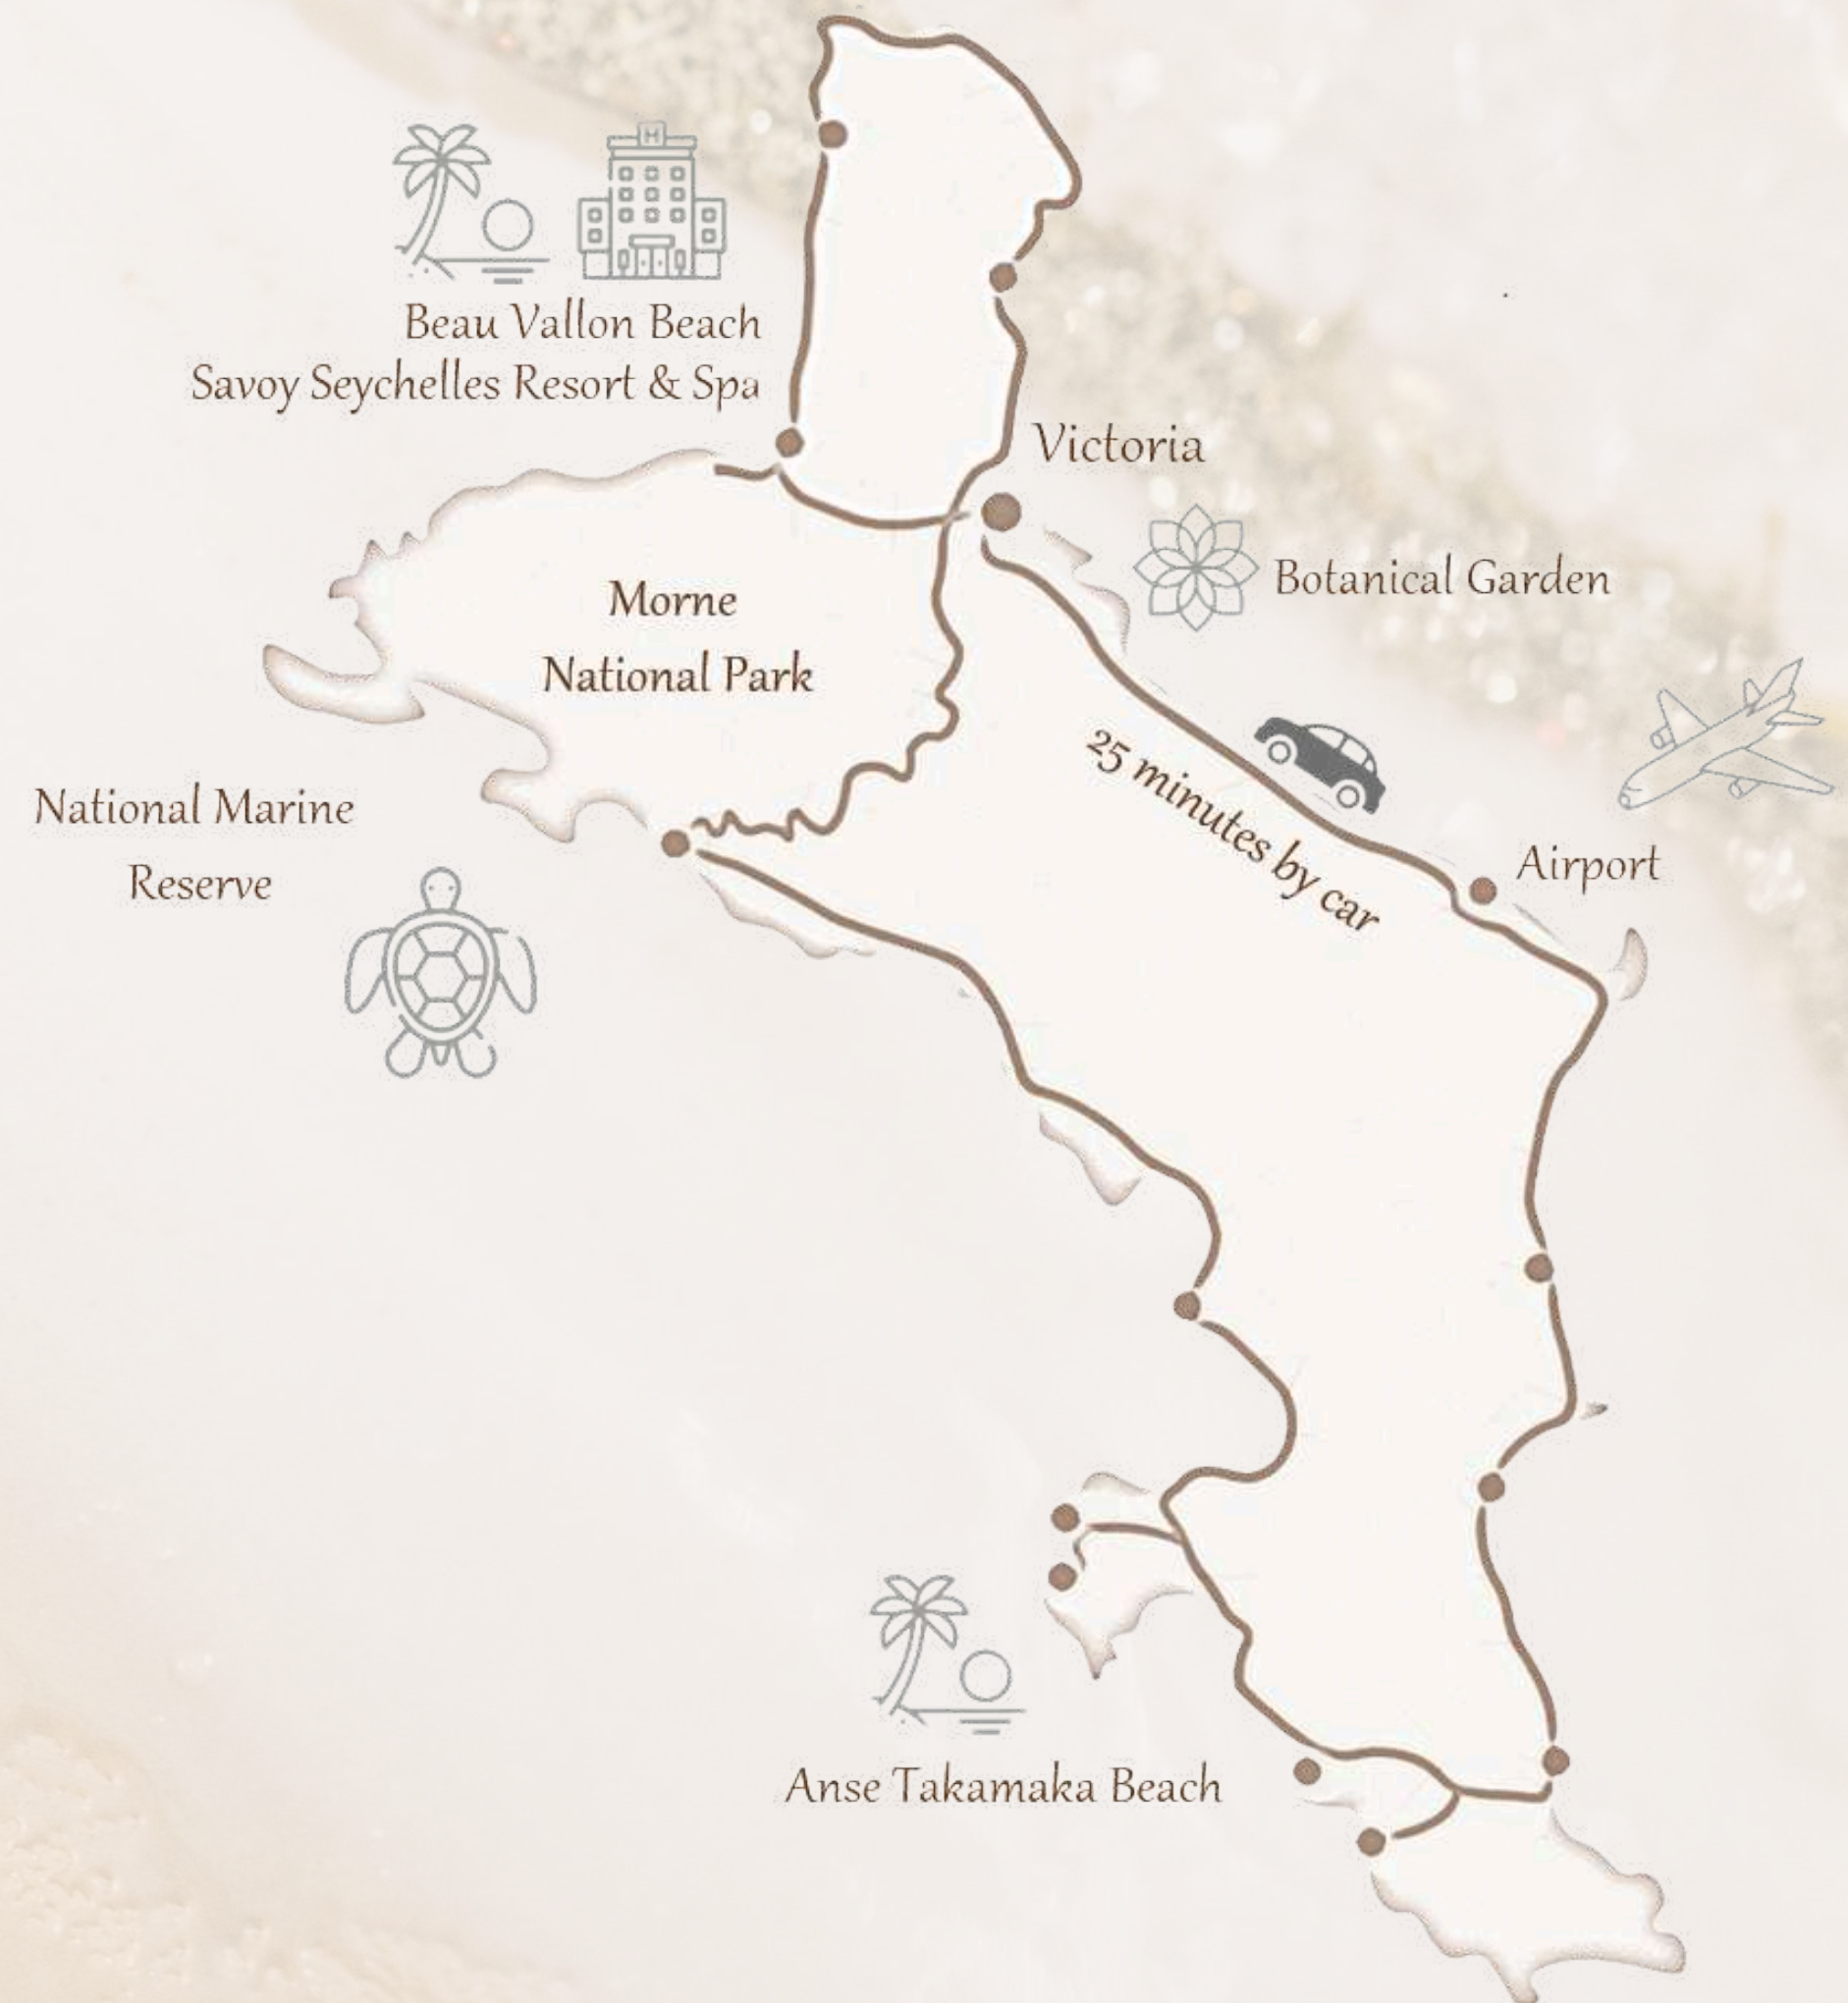 H
Beau Vallon Beach
Savoy Seychelles Resort & Spa
Victoria
Botanical Garden
Morne
National Park
25 minutes by car
National Marine
Reserve
Airport
Anse Takamaka Beach